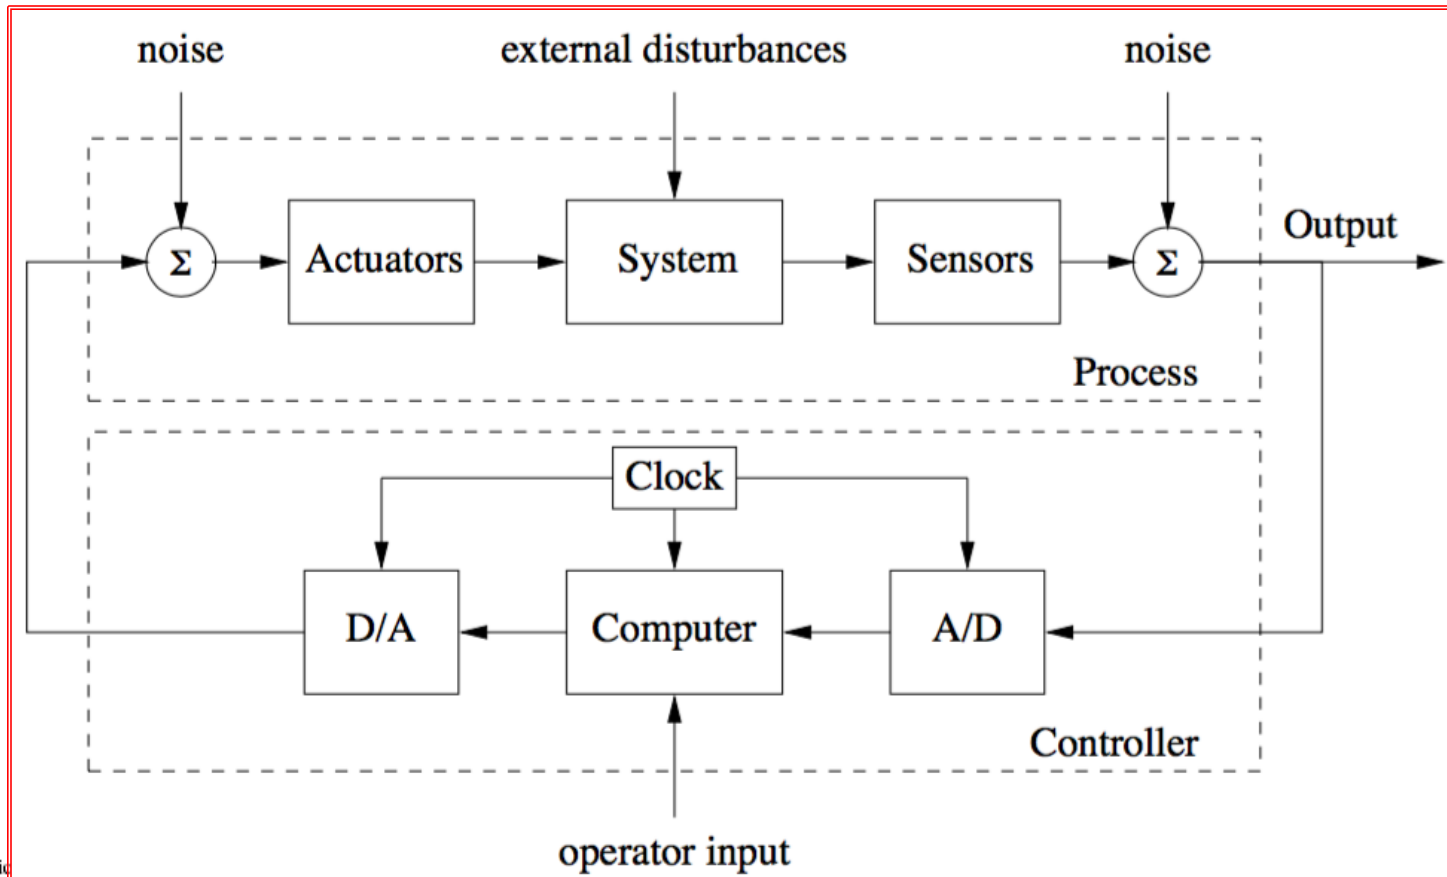 noise
external disturbances
noise
Output
Σ
Actuators
System
Sensors
Σ
Process
Clock
D/A
Computer
A/D
Controller
operator input